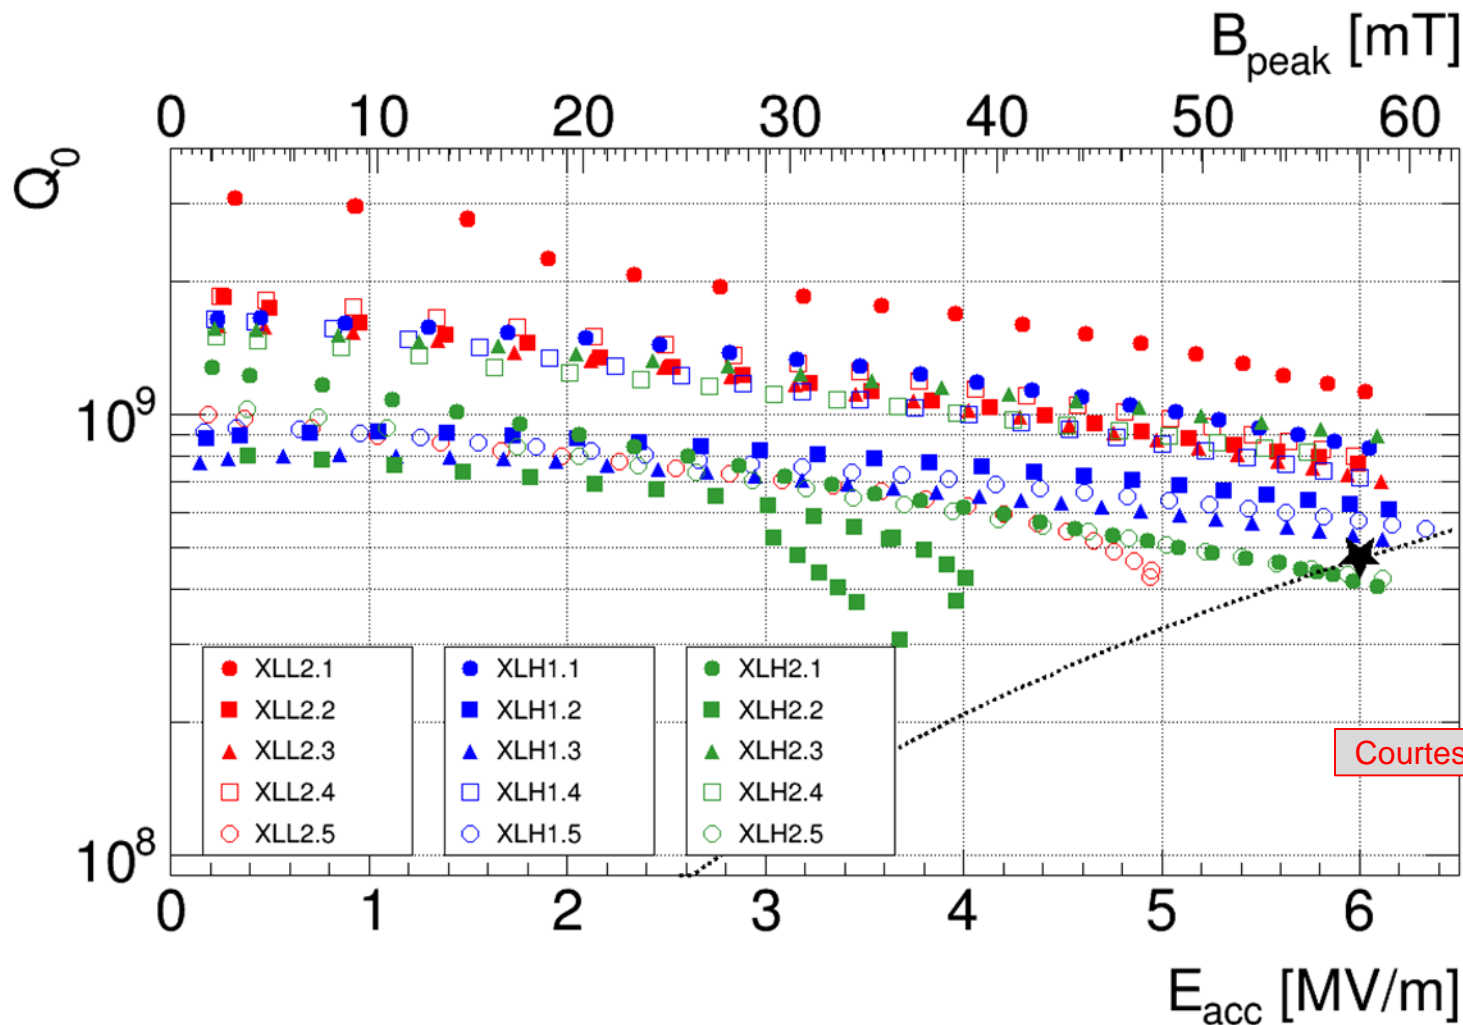 B_peak [mT]
0 10 20 30 40 50 60
Q_0
10^9
10^8
XLL2.1 XLH1.1 XLH2.1
XLL2.2 XLH1.2 XLH2.2
XLL2.3 XLH1.3 XLH2.3
XLL2.4 XLH1.4 XLH2.4
XLL2.5 XLH1.5 XLH2.5
Courtes
0 1 2 3 4 5 6
E_acc [MV/m]